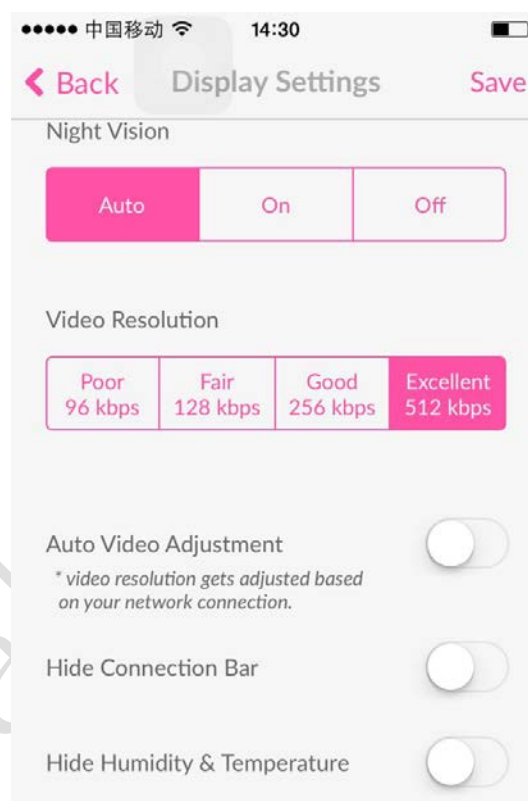 中国移动 14:30
Back Display Settings Save
Night Vision
Auto On Off
Video Resolution
Poor Fair Good Excellent
96 kbps 128 kbps 256 kbps 512 kbps
Auto Video Adjustment
* video resolution gets adjusted based
on your network connection.
Hide Connection Bar
Hide Humidity & Temperature